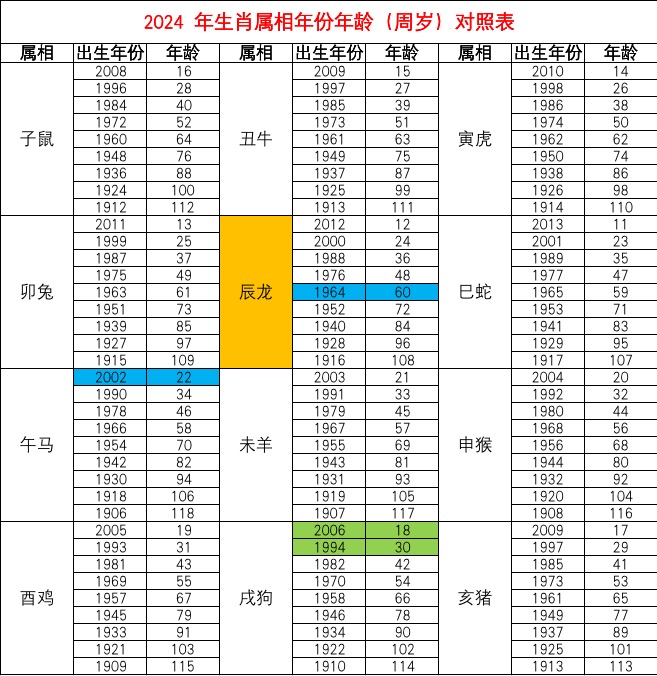 2024 年生肖属相年份年龄（周岁）对照表
属相 出生年份 年龄 属相 出生年份 年龄 属相 出生年份 年龄
2008 16 2009 15 2010 14
1996 28 1997 27 1998 26
1984 40 1985 39 1986 38
1972 52 1973 51 1974 50
子鼠 1960 64 丑牛 1961 63 寅虎 1962 62
1948 76 1949 75 1950 74
1936 88 1937 87 1938 86
1924 100 1925 99 1926 98
1912 112 1913 111 1914 110
2011 13 2012 12 2013 11
1999 25 2000 24 2001 23
1987 37 1988 36 1989 35
1975 49 1976 48 1977 47
卯兔 1963 61 辰龙 1964 60 巳蛇 1965 59
1951 73 1952 72 1953 71
1939 85 1940 84 1941 83
1927 97 1928 96 1929 95
1915 109 1916 108 1917 107
2002 22 2003 21 2004 20
1990 34 1991 33 1992 32
1978 46 1979 45 1980 44
1966 58 1967 57 1968 56
午马 1954 70 未羊 1955 69 申猴 1956 68
1942 82 1943 81 1944 80
1930 94 1931 93 1932 92
1918 106 1919 105 1920 104
1906 118 1907 117 1908 116
2005 19 2006 18 2009 17
1993 31 1994 30 1997 29
1981 43 1982 42 1985 41
1969 55 1970 54 1973 53
酉鸡 1957 67 戌狗 1958 66 亥猪 1961 65
1945 79 1946 78 1949 77
1933 91 1934 90 1937 89
1921 103 1922 102 1925 101
1909 115 1910 114 1913 113